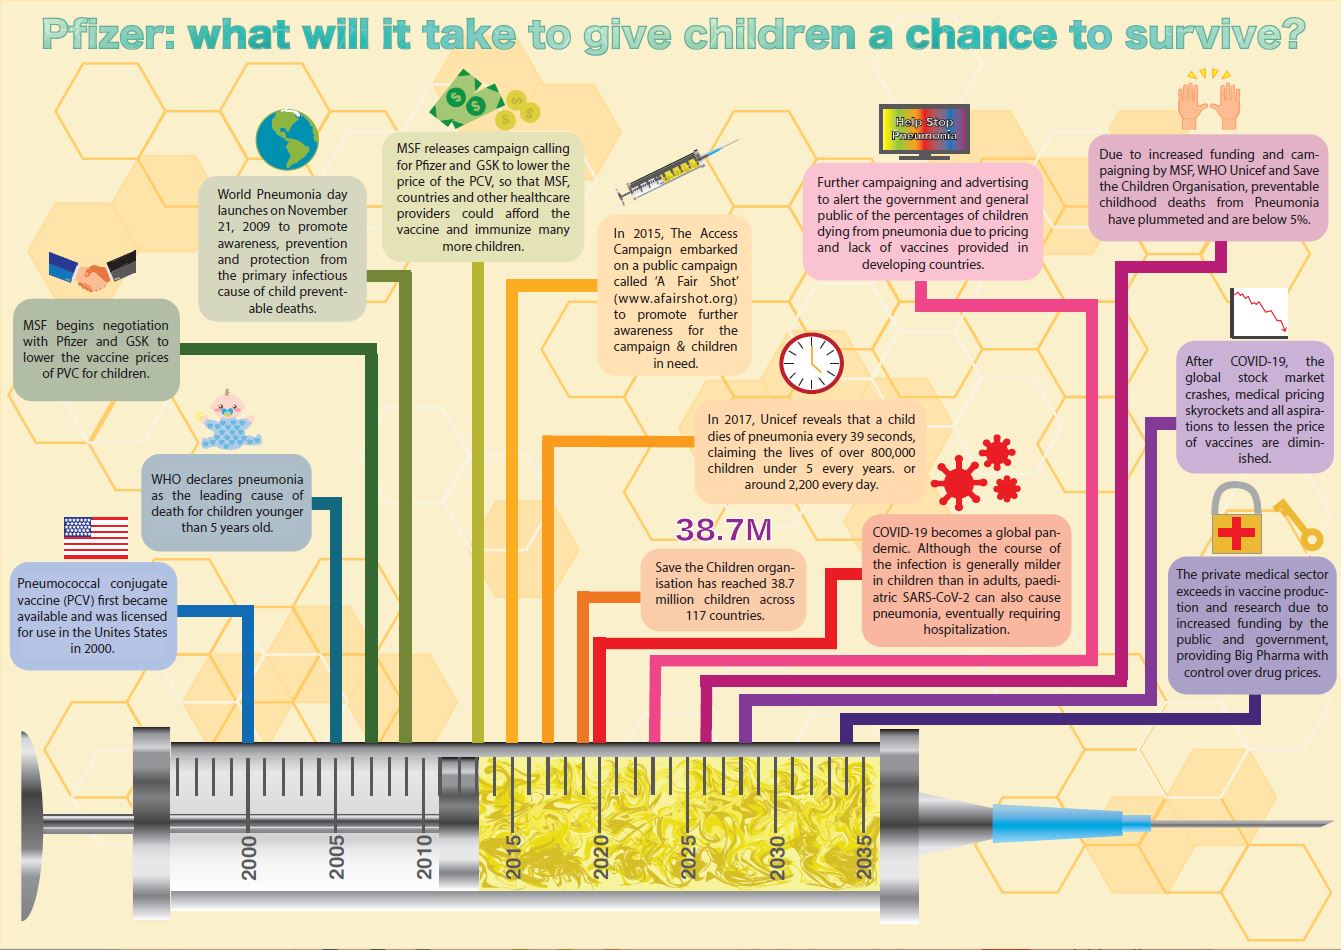 Pfizer: what will it take to give children a chance to survive?
Pneumococcal conjugate
vaccine (PCV) first became
available and was licensed
for use in the Unites States
in 2000.
WHO declares pneumonia
as the leading cause of
death for children younger
than 5 years old.
MSF begins negotiation
with Pfizer and GSK to
lower the vaccine prices
of PVC for children.
World Pneumonia day
launches on November
21, 2009 to promote
awareness, prevention
and protection from
the primary infectious
cause of child prevent-
able deaths.
MSF releases campaign calling
for Pfizer and GSK to lower the
price of the PCV, so that MSF,
countries and other healthcare
providers could afford the
vaccine and immunize many
more children.
In 2015, The Access
Campaign embarked
on a public campaign
called ‘A Fair Shot’
(www.afairshot.org)
to promote further
awareness for the
campaign & children
in need.
In 2017, Unicef reveals that a child
dies of pneumonia every 39 seconds,
claiming the lives of over 800,000
children under 5 every years. or
around 2,200 every day.
38.7M
Save the Children organ-
isation has reached 38.7
million children across
117 countries.
COVID-19 becomes a global pan-
demic. Although the course of
the infection is generally milder
in children than in adults, paedi-
atric SARS-CoV-2 can also cause
pneumonia, eventually requiring
hospitalization.
Help Stop
Pneumonia
Further campaigning and advertising
to alert the government and general
public of the percentages of children
dying from pneumonia due to pricing
and lack of vaccines provided in
developing countries.
Due to increased funding and cam-
paigning by MSF, WHO Unicef and Save
the Children Organisation, preventable
childhood deaths from Pneumonia
have plummeted and are below 5%.
After COVID-19, the
global stock market
crashes, medical pricing
skyrockets and all aspira-
tions to lessen the price
of vaccines are dimin-
ished.
The private medical sector
exceeds in vaccine produc-
tion and research due to
increased funding by the
public and government,
providing Big Pharma with
control over drug prices.
2000
2005
2010
2015
2020
2025
2030
2035